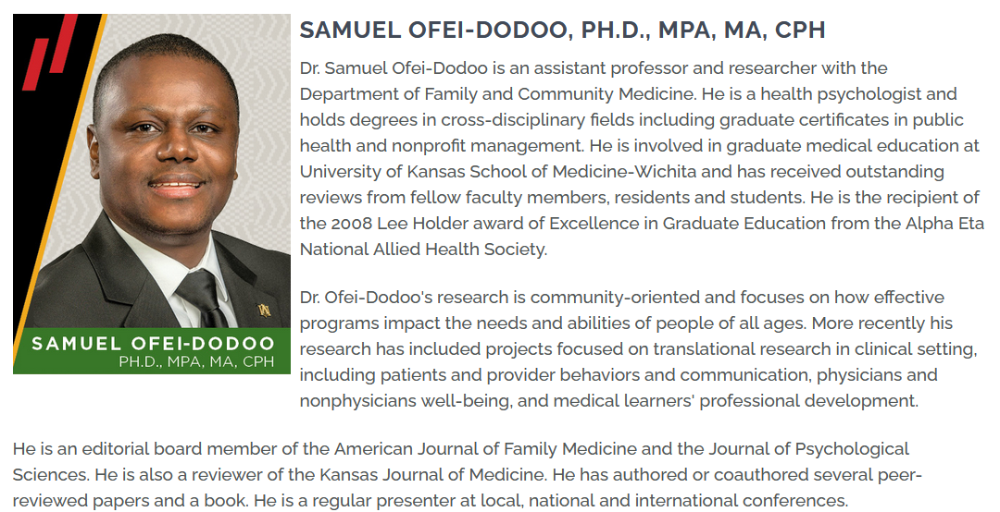 SAMUEL OFEI-DODOO, PH.D., MPA, MA, CPH
Dr. Samuel Ofei-Dodoo is an assistant professor and researcher with the
Department of Family and Community Medicine. He is a health psychologist and
holds degrees in cross-disciplinary fields including graduate certificates in public
health and nonprofit management. He is involved in graduate medical education at
University of Kansas School of Medicine-Wichita and has received outstanding
reviews from fellow faculty members, residents and students. He is the recipient of
the 2008 Lee Holder award of Excellence in Graduate Education from the Alpha Eta
National Allied Health Society.
Dr. Ofei-Dodoo's research is community-oriented and focuses on how effective
programs impact the needs and abilities of people of all ages. More recently his
research has included projects focused on translational research in clinical setting,
including patients and provider behaviors and communication, physicians and
nonphysicians well-being, and medical learners' professional development.
SAMUEL OFEI-DODOO
PH.D., MPA, MA, CPH
He is an editorial board member of the American Journal of Family Medicine and the Journal of Psychological
Sciences. He is also a reviewer of the Kansas Journal of Medicine. He has authored or coauthored several peer-
reviewed papers and a book. He is a regular presenter at local, national and international conferences.